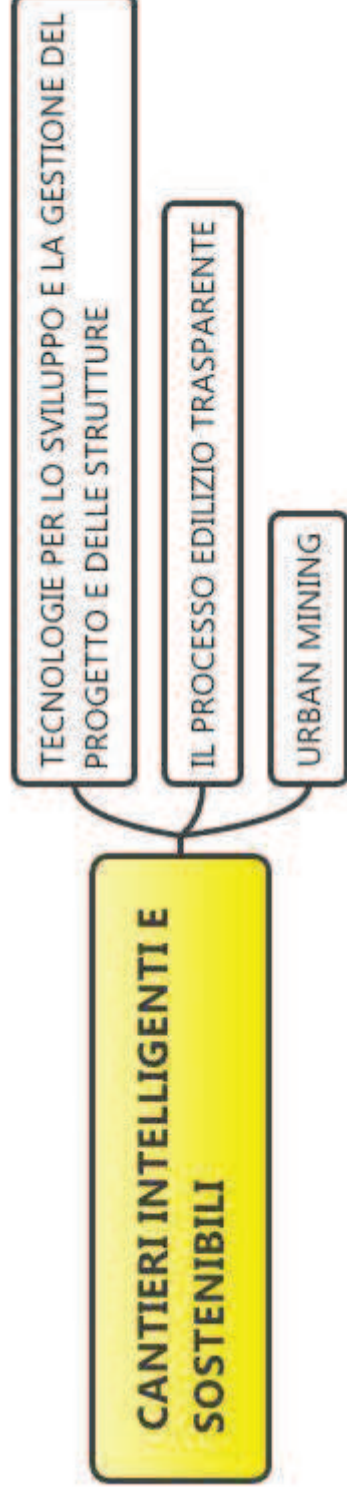 CANTIERI INTELLIGENTI E
SOSTENIBILI
TECNOLOGIE PER LO SVILUPPO E LA GESTIONE DEL
PROGETTO E DELLE STRUTTURE
IL PROCESSO EDILIZIO TRASPARENTE
URBAN MINING